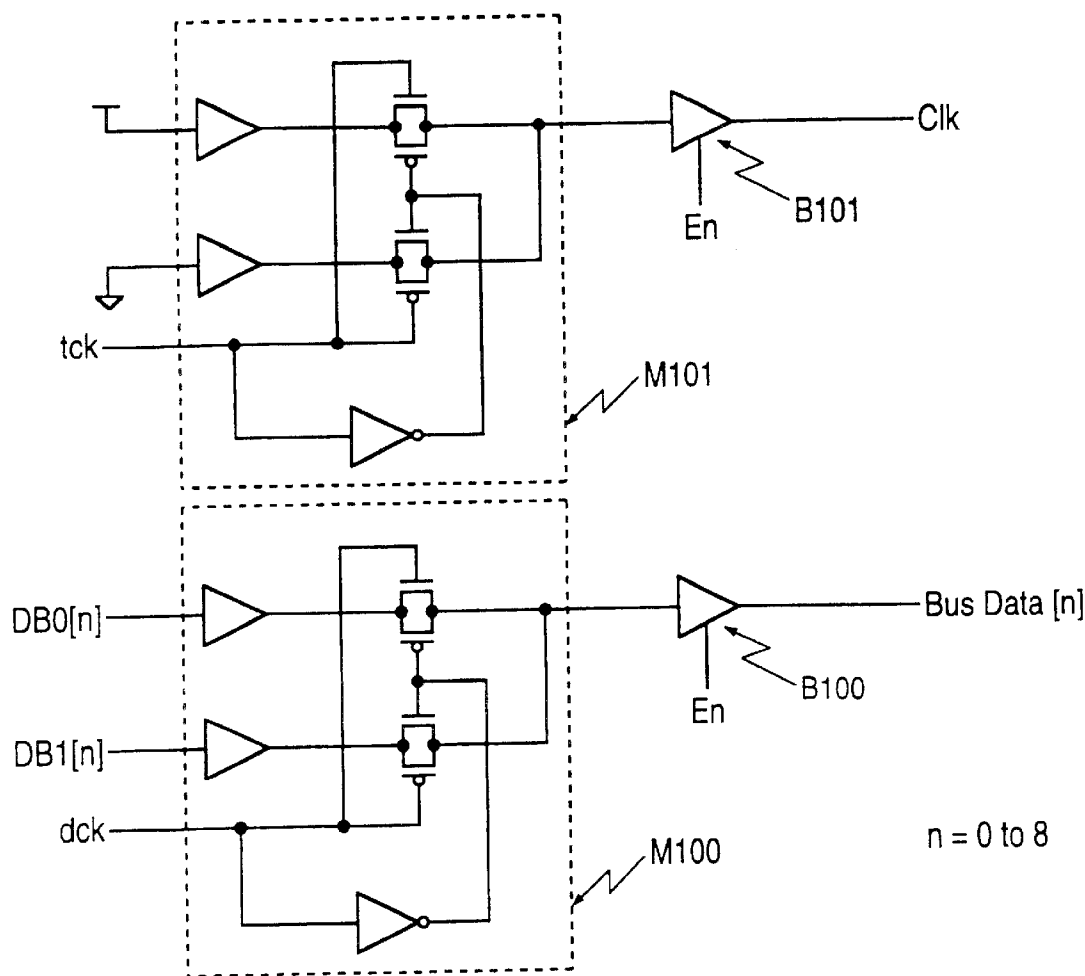 Clk
B101
En
tck
M101
DB0[n]
Bus Data [n]
B100
En
DB1[n]
dck
M100
n = 0 to 8